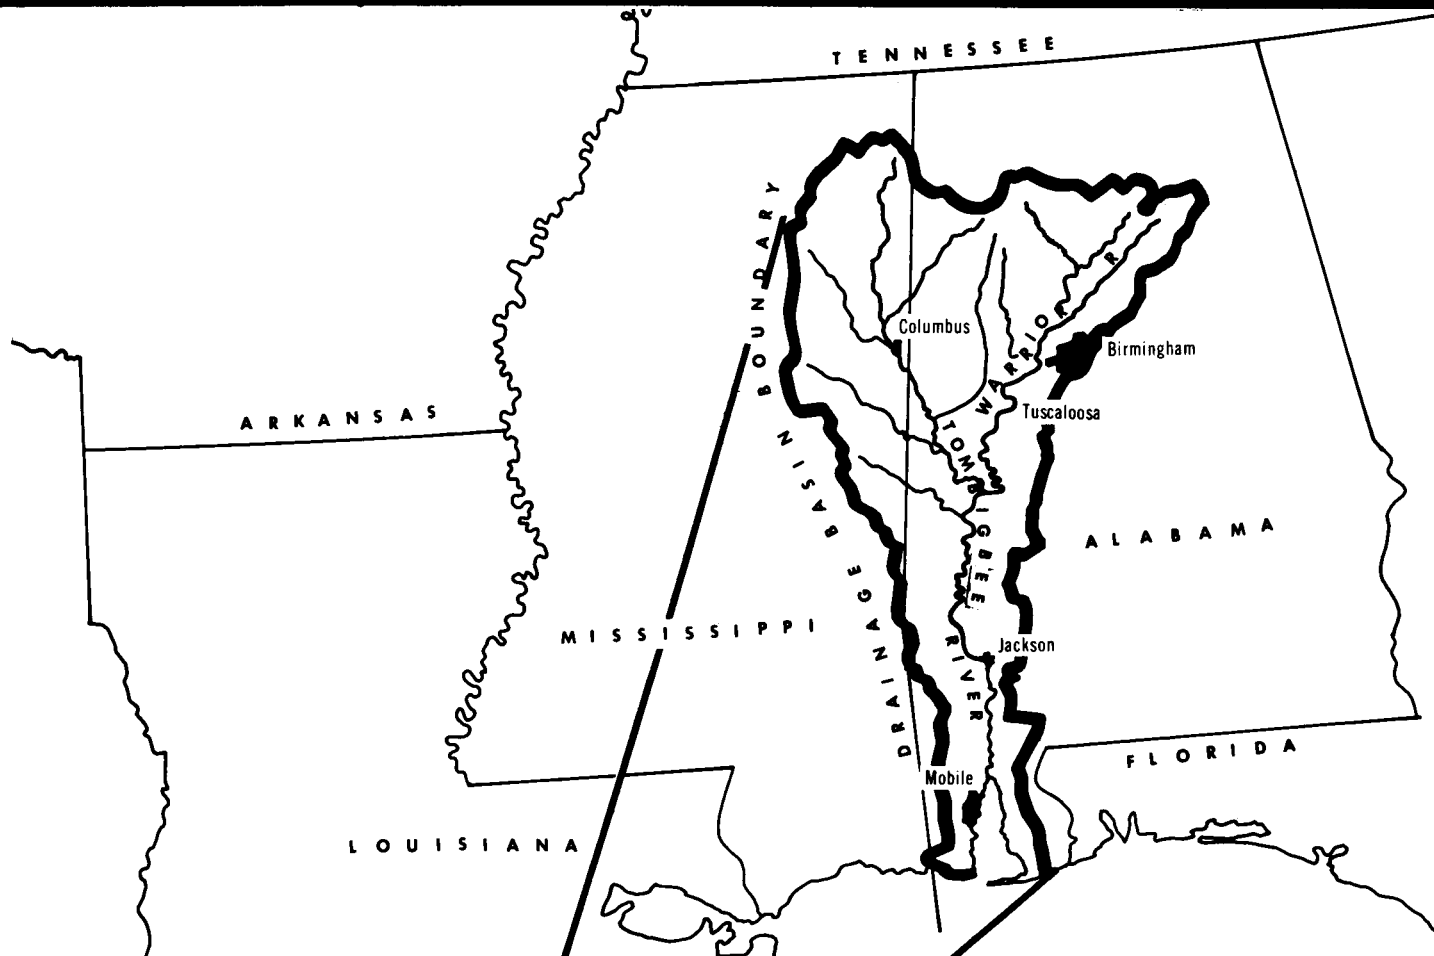 TENNESSEE
DRAINAGE BASIN BOUNDARY
Columbus
WARRIOR R
Birmingham
Tuscaloosa
ARKANSAS
TOMBIGBEE RIVER
ALABAMA
MISSISSIPPI
Jackson
FLORIDA
Mobile
LOUISIANA